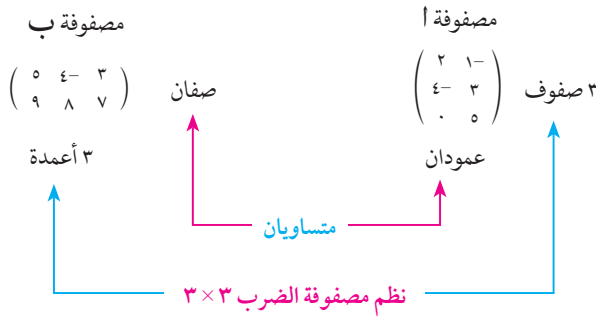 مصفوفة أ
٣ صفوف
−١ ٢
٣ −٤
٥ ٠
عمودان
مصفوفة ب
صفان
٣ −٤ ٥
٧ ٨ ٩
٣ أعمدة
متساويان
نظم مصفوفة الضرب ٣ × ٣